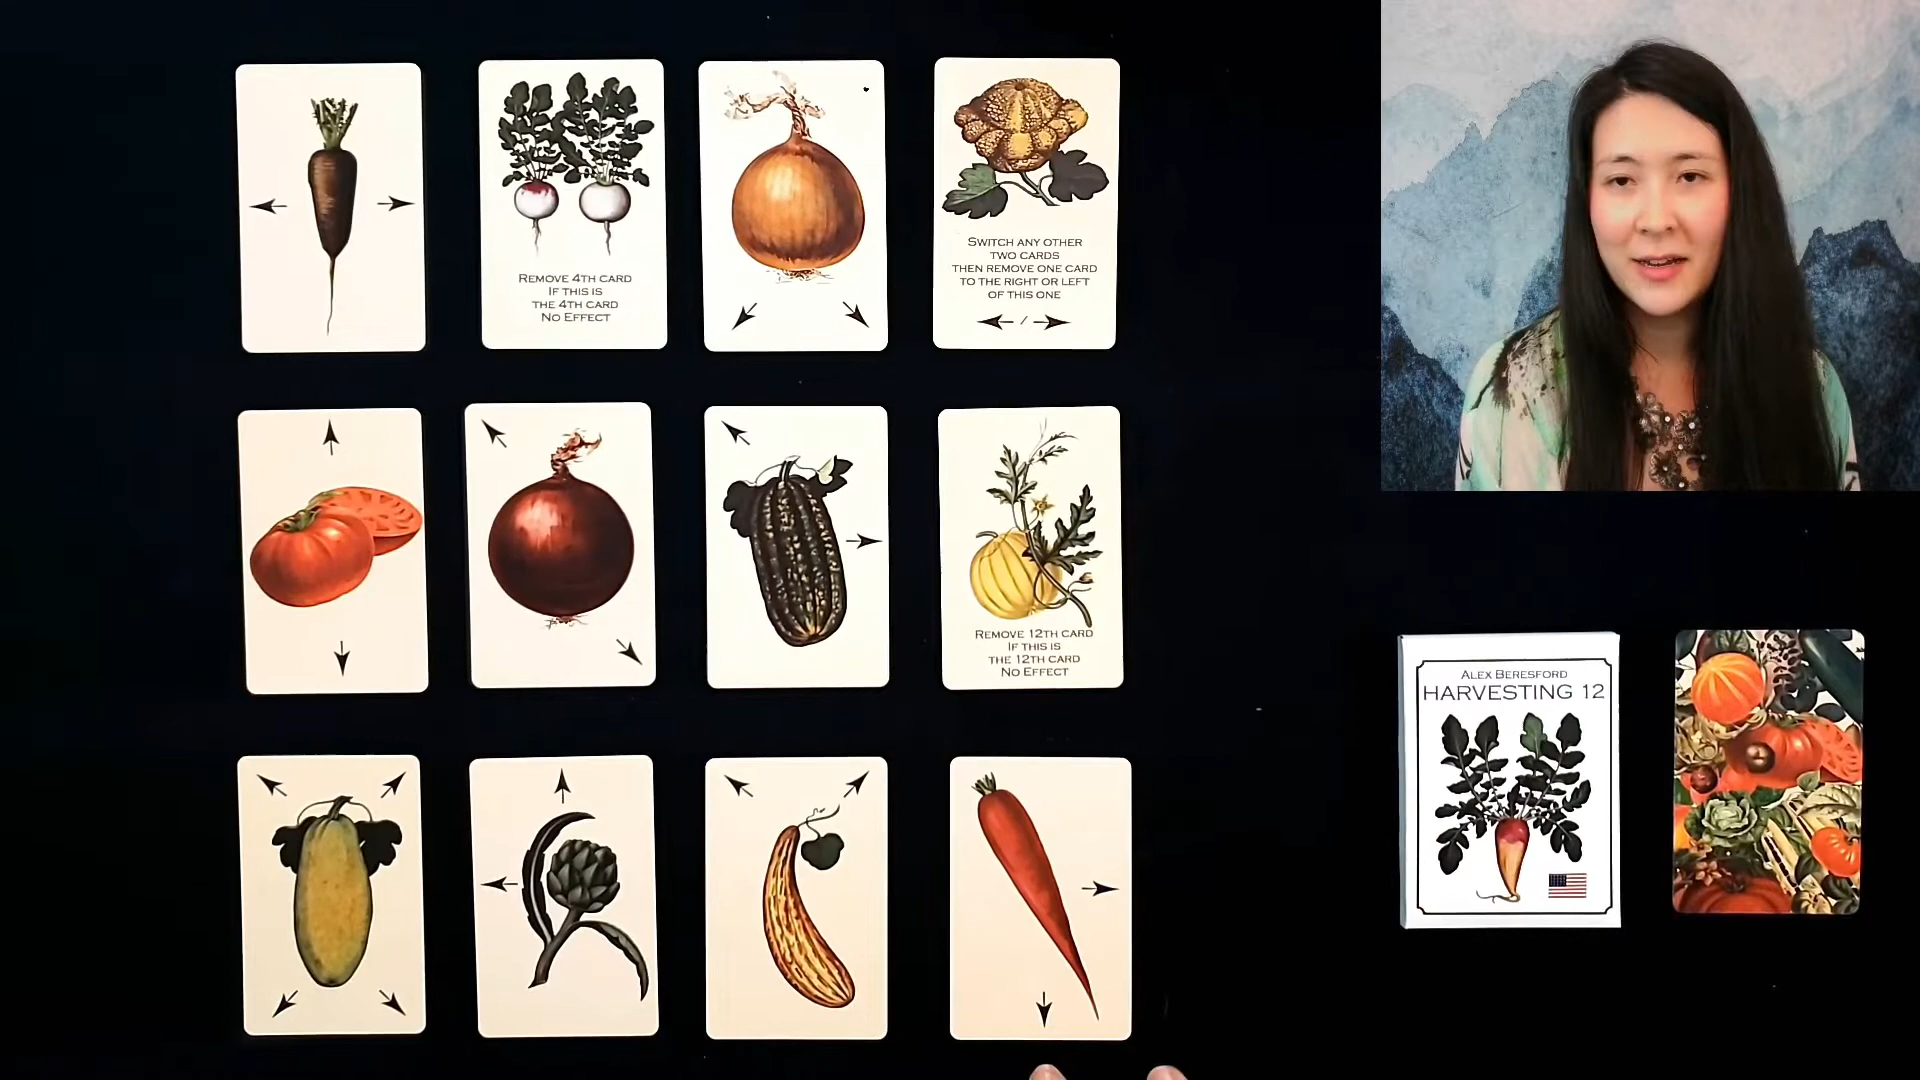 REMOVE 4TH CARD
IF THIS IS
THE 4TH CARD
NO EFFECT
SWITCH ANY OTHER
TWO CARDS
THEN REMOVE ONE CARD
TO THE RIGHT OR LEFT
OF THIS ONE
/
REMOVE 12TH CARD
IF THIS IS
THE 12TH CARD
NO EFFECT
ALEX BERESFORD
HARVESTING 12